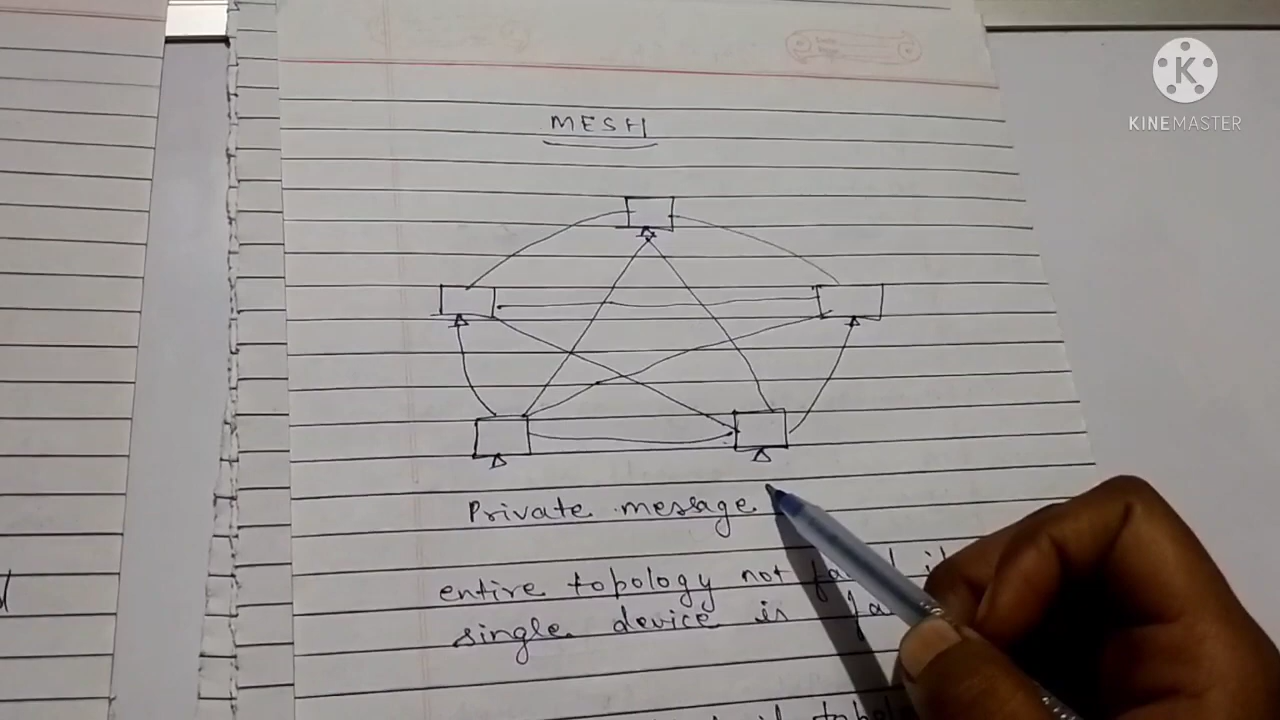 MESH
K
KINEMASTER
Private message
entire topology not
single device is